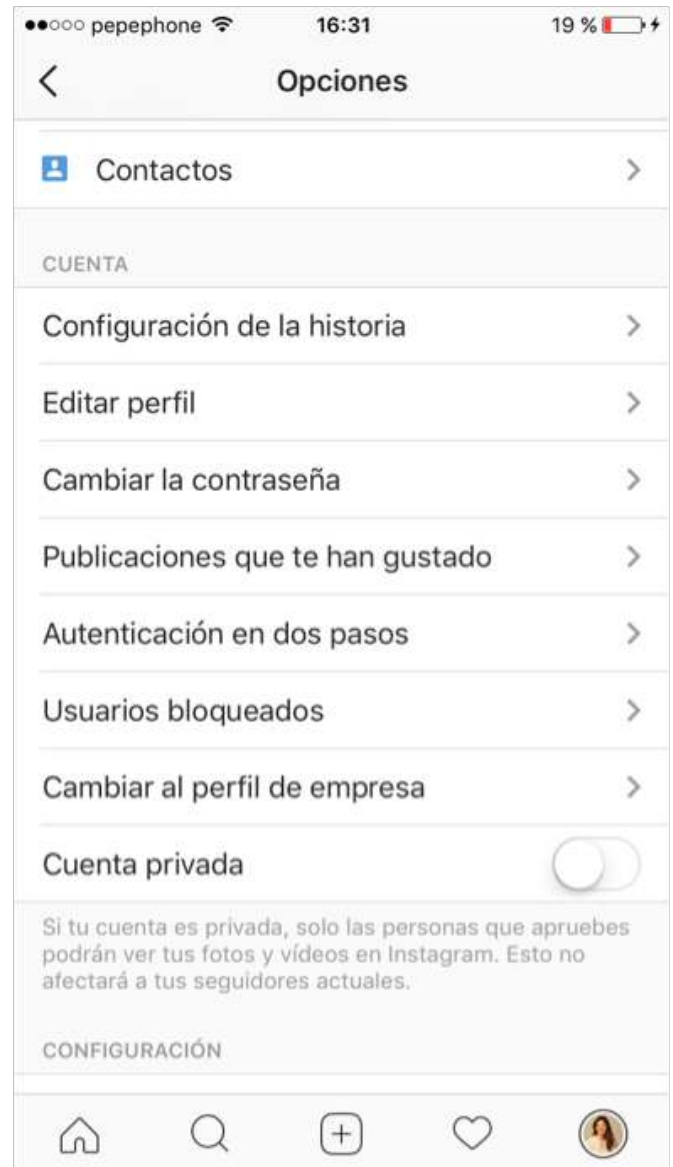 pepephone 16:31 19 %
Opciones
Contactos
CUENTA
Configuración de la historia
Editar perfil
Cambiar la contraseña
Publicaciones que te han gustado
Autenticación en dos pasos
Usuarios bloqueados
Cambiar al perfil de empresa
Cuenta privada
Si tu cuenta es privada, solo las personas que apruebes
podrán ver tus fotos y vídeos en Instagram. Esto no
afectará a tus seguidores actuales.
CONFIGURACIÓN